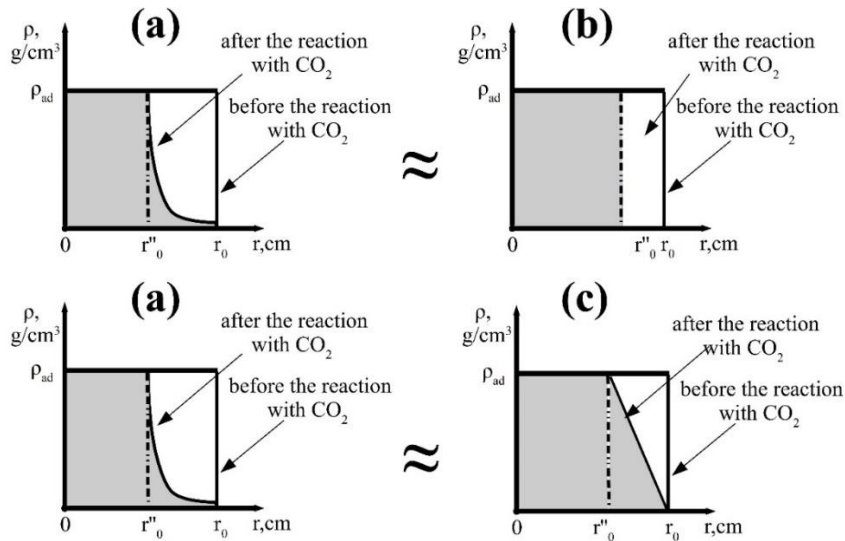 (a)
ρ,
g/cm³
ρad
after the reaction
with CO₂
before the reaction
with CO₂
0
r''₀
r₀
r,cm
≈
(b)
ρ,
g/cm³
ρad
after the reaction
with CO₂
before the reaction
with CO₂
0
r''₀ r₀
r,cm
(a)
ρ,
g/cm³
ρad
after the reaction
with CO₂
before the reaction
with CO₂
0
r''₀
r₀
r,cm
≈
(c)
ρ,
g/cm³
ρad
after the reaction
with CO₂
before the reaction
with CO₂
0
r''₀
r₀
r,cm